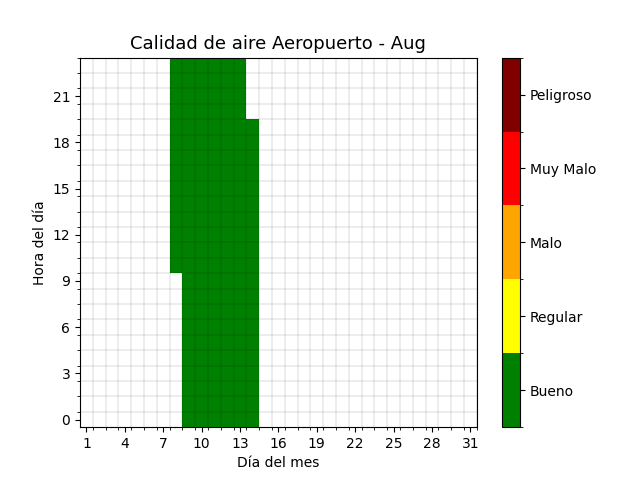 Calidad de aire Aeropuerto - Aug
Hora del día
21
18
15
12
9
6
3
0
1 4 7 10 13 16 19 22 25 28 31
Día del mes
Peligroso
Muy Malo
Malo
Regular
Bueno